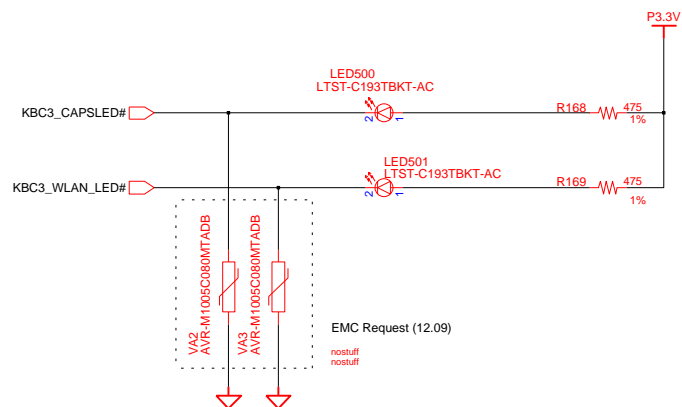 P3.3V
LED500
LTST-C193TBKT-AC
KBC3_CAPSLED#
2
1
R168
475
1%
LED501
LTST-C193TBKT-AC
KBC3_WLAN_LED#
2
1
R169
475
1%
VA2
AVR-M1005C080MTADB
VA3
AVR-M1005C080MTADB
EMC Request (12.09)
nostuff
nostuff